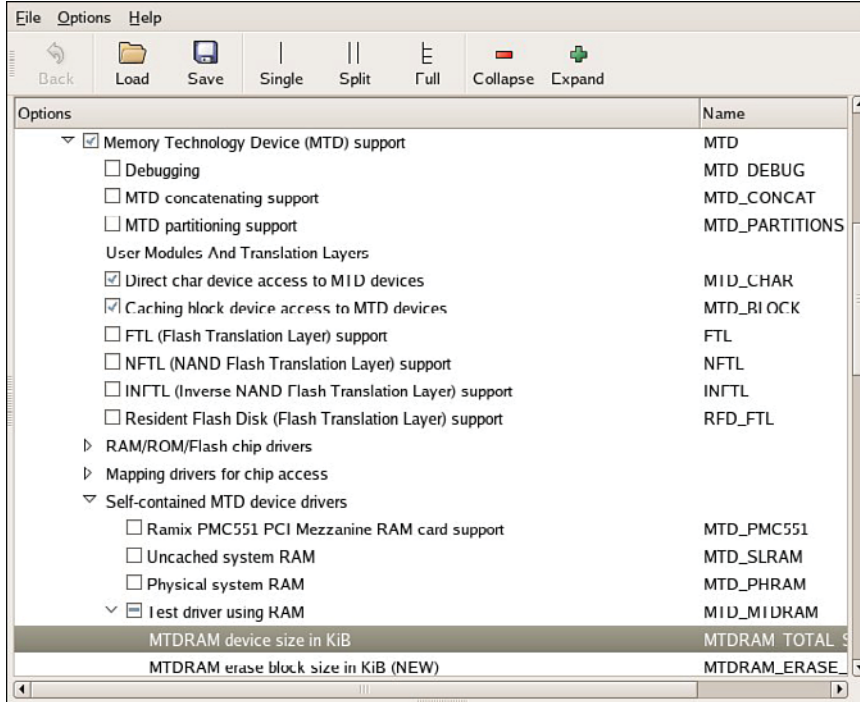 File Options Help
Back Load Save Single Split Full Collapse Expand
Options Name
Memory Technology Device (MTD) support MTD
Debugging MTD_DEBUG
MTD concatenating support MTD_CONCAT
MTD partitioning support MTD_PARTITIONS
User Modules And Translation Layers
Direct char device access to MTD devices MTD_CHAR
Caching block device access to MTD devices MTD_BLOCK
FTL (Flash Translation Layer) support FTL
NFTL (NAND Flash Translation Layer) support NFTL
INFTL (Inverse NAND Flash Translation Layer) support INFTL
Resident Flash Disk (Flash Translation Layer) support RFD_FTL
RAM/ROM/Flash chip drivers
Mapping drivers for chip access
Self-contained MTD device drivers
Ramix PMC551 PCI Mezzanine RAM card support MTD_PMC551
Uncached system RAM MTD_SLRAM
Physical system RAM MTD_PHRAM
Test driver using RAM MTD_MTDRAM
MTDRAM device size in KiB MTDRAM_TOTAL_S
MTDRAM erase block size in KiB (NEW) MTDRAM_ERASE_